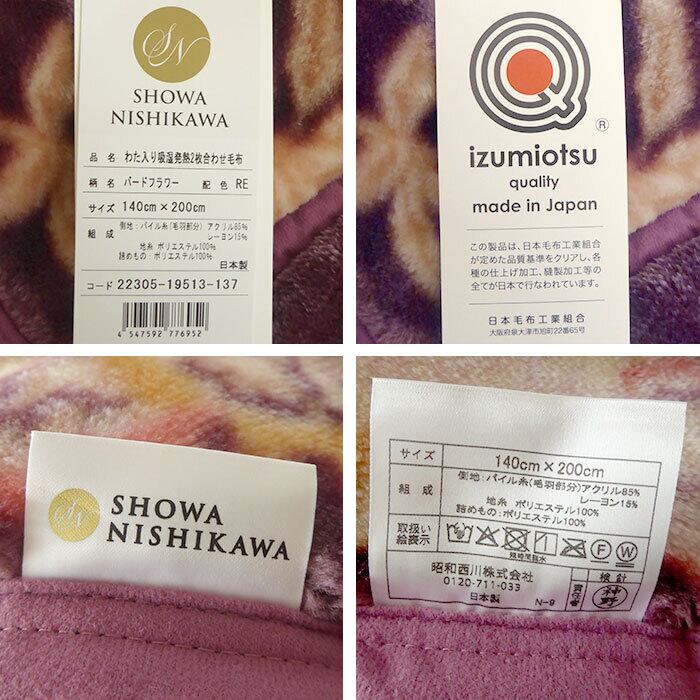 SN
SHOWA
NISHIKAWA
品名 わた入り吸湿発熱2枚合わせ毛布
柄名 バードフラワー 配色 RE
サイズ 140cm×200cm
組成 側地:パイル糸(毛羽部分)アクリル85%
レーヨン15%
地糸 ポリエステル100%
詰めもの:ポリエステル100%
日本製
コード 22305-19513-137
4 547592 776952
Q
®
izumiotsu
quality
made in Japan
この製品は、日本毛布工業組合
が定めた品質基準をクリアし、各
種の仕上げ加工、縫製加工等の
全てが日本で行なわれています。
日本毛布工業組合
大阪府泉大津市旭町22番65号
SN
SHOWA
NISHIKAWA
サイズ 140cm×200cm
組成 側地:パイル糸(毛羽部分)アクリル85%
レーヨン15%
地糸 ポリエステル100%
詰めもの:ポリエステル100%
取扱い
絵表示
短時間脱水
F W
昭和西川株式会社
0120-711-033
日本製 N-9
責任者
検針
神野